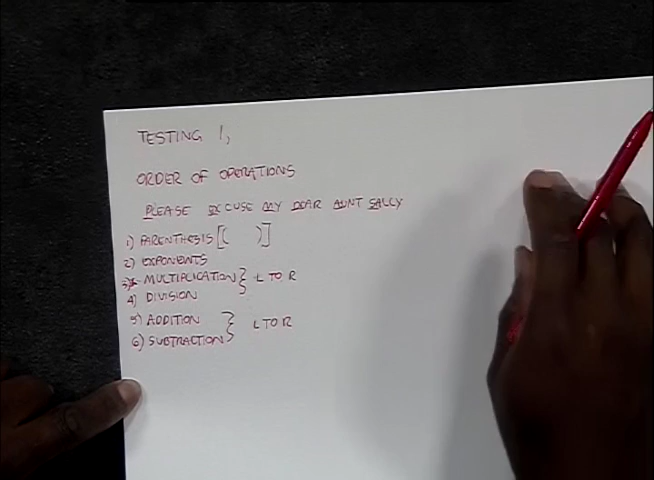 TESTING 1,
ORDER OF OPERATIONS
PLEASE EXCUSE MY DEAR AUNT SALLY
1) PARENTHESIS [( )]
2) EXPONENTS
3) MULTIPLICATION } L TO R
4) DIVISION
5) ADDITION } L TO R
6) SUBTRACTION